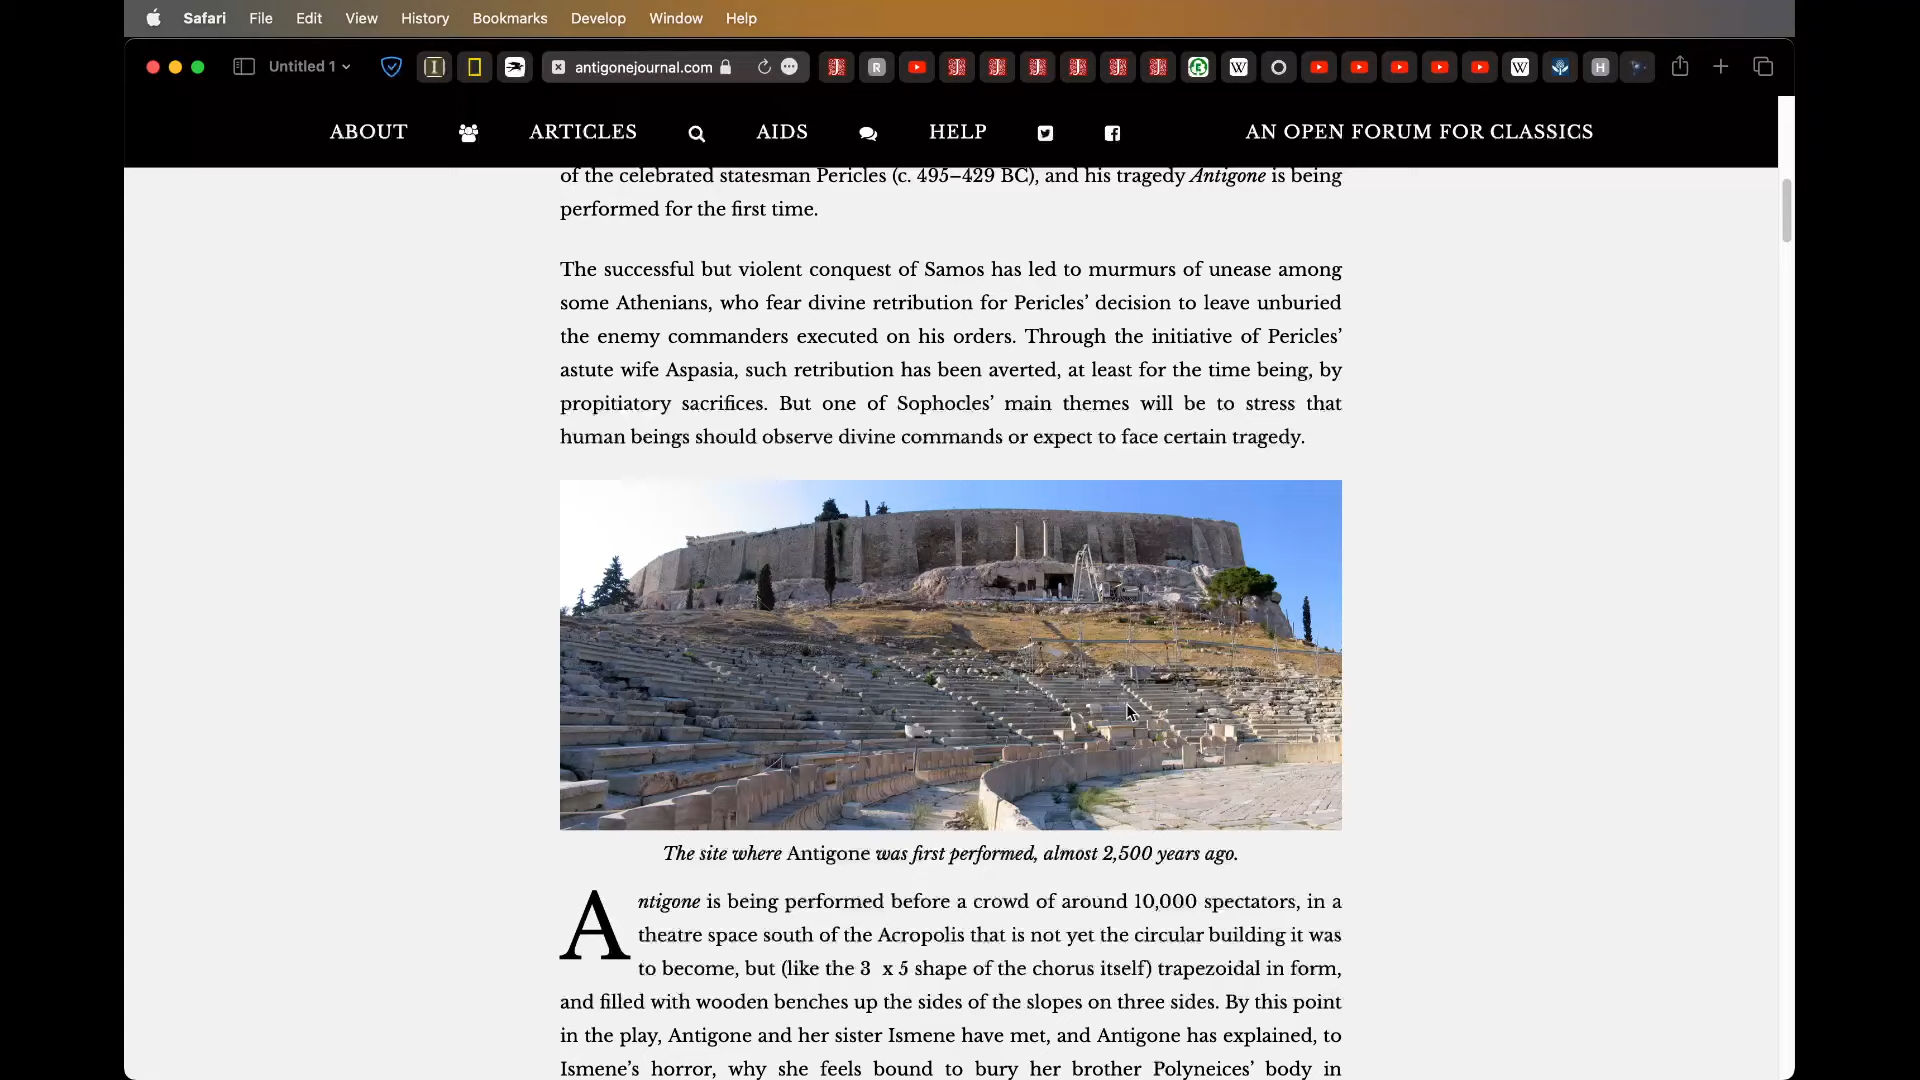 Safari File Edit View History Bookmarks Develop Window Help
Untitled 1 antigonejournal.com
ABOUT ARTICLES AIDS HELP AN OPEN FORUM FOR CLASSICS
of the celebrated statesman Pericles (c. 495–429 BC), and his tragedy Antigone is being
performed for the first time.
The successful but violent conquest of Samos has led to murmurs of unease among
some Athenians, who fear divine retribution for Pericles’ decision to leave unburied
the enemy commanders executed on his orders. Through the initiative of Pericles’
astute wife Aspasia, such retribution has been averted, at least for the time being, by
propitiatory sacrifices. But one of Sophocles’ main themes will be to stress that
human beings should observe divine commands or expect to face certain tragedy.
The site where Antigone was first performed, almost 2,500 years ago.
Antigone is being performed before a crowd of around 10,000 spectators, in a
theatre space south of the Acropolis that is not yet the circular building it was
to become, but (like the 3 x 5 shape of the chorus itself) trapezoidal in form,
and filled with wooden benches up the sides of the slopes on three sides. By this point
in the play, Antigone and her sister Ismene have met, and Antigone has explained, to
Ismene’s horror, why she feels bound to bury her brother Polyneices’ body in